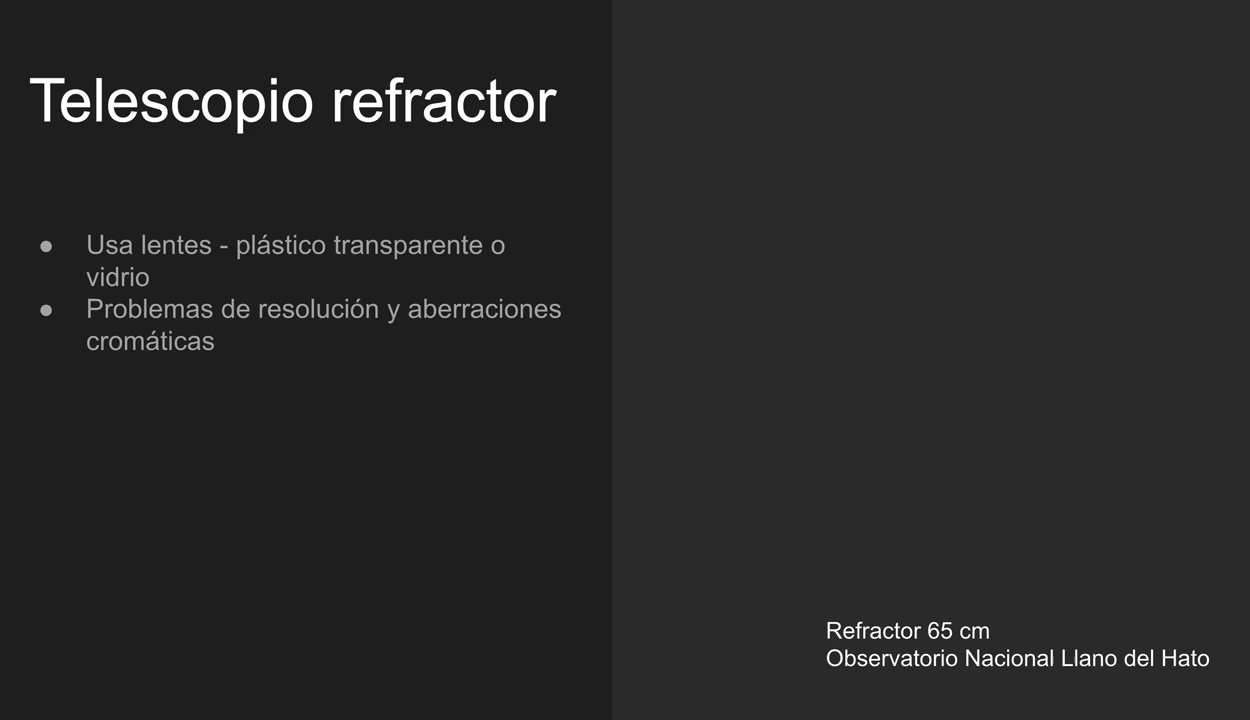 Telescopio refractor
● Usa lentes - plástico transparente o
vidrio
● Problemas de resolución y aberraciones
cromáticas
Refractor 65 cm
Observatorio Nacional Llano del Hato